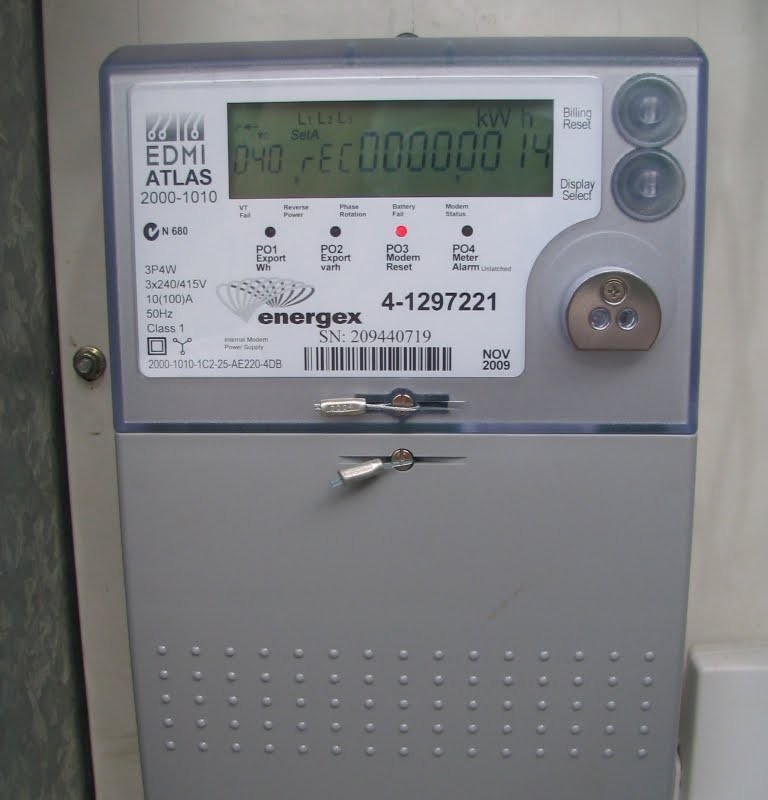 L1 L2 L3
kW h
SetA
040 rEC 00000014
Billing
Reset
Display
Select
EDMI
ATLAS
2000-1010
N 680
VT
Fail
Reverse
Power
Phase
Rotation
Battery
Fail
Modem
Status
PO1
Export
Wh
PO2
Export
varh
PO3
Modem
Reset
PO4
Meter
Alarm Unlatched
3P4W
3x240/415V
10(100)A
50Hz
Class 1
energex
4-1297221
SN: 209440719
Internal Modem
Power Supply
NOV
2009
2000-1010-1C2-25-AE220-4DB